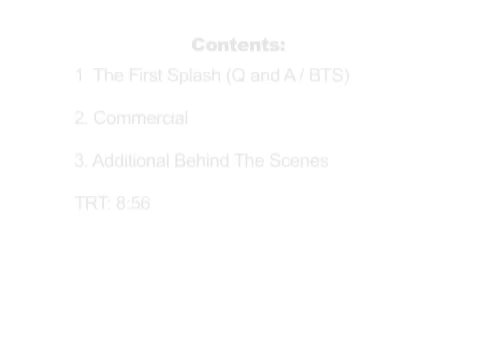 Contents:
1 The First Splash (Q and A / BTS)
2. Commercial
3. Additional Behind The Scenes
TRT: 8:56